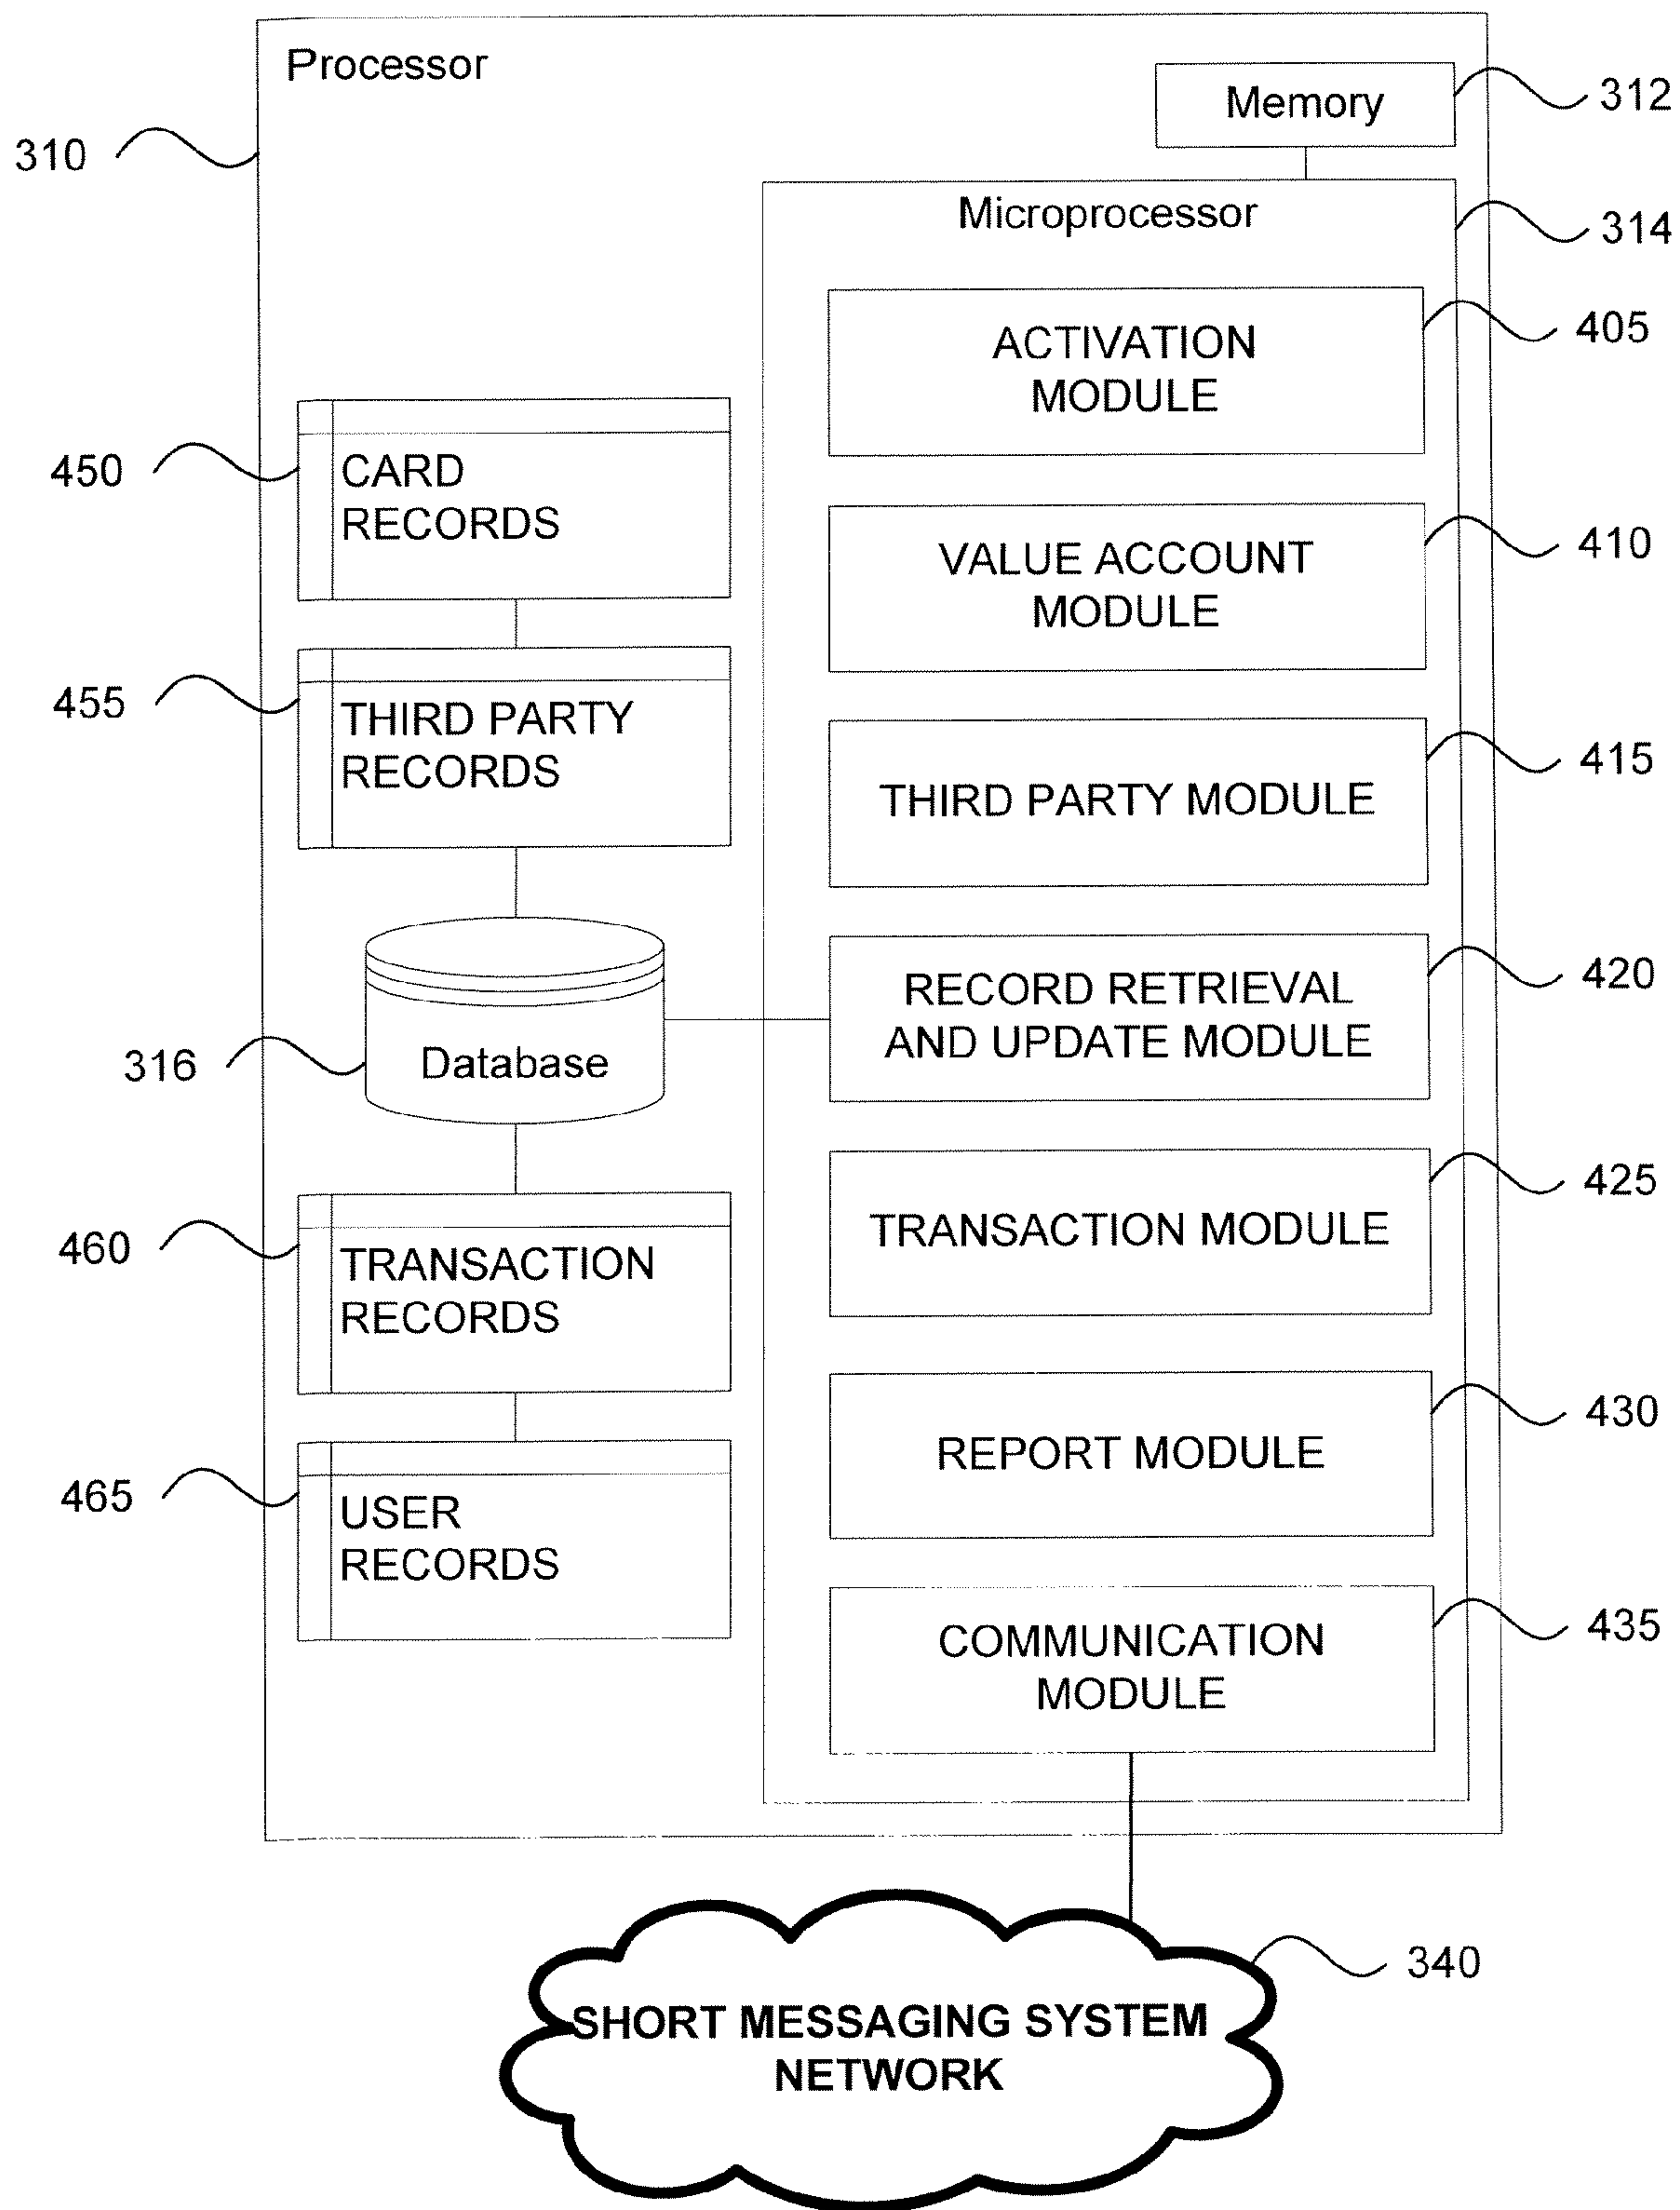 Processor
Memory
312
310
Microprocessor
314
ACTIVATION
MODULE
405
450
CARD
RECORDS
VALUE ACCOUNT
MODULE
410
455
THIRD PARTY
RECORDS
THIRD PARTY MODULE
415
316
Database
RECORD RETRIEVAL
AND UPDATE MODULE
420
460
TRANSACTION
RECORDS
TRANSACTION MODULE
425
465
USER
RECORDS
REPORT MODULE
430
COMMUNICATION
MODULE
435
340
SHORT MESSAGING SYSTEM
NETWORK